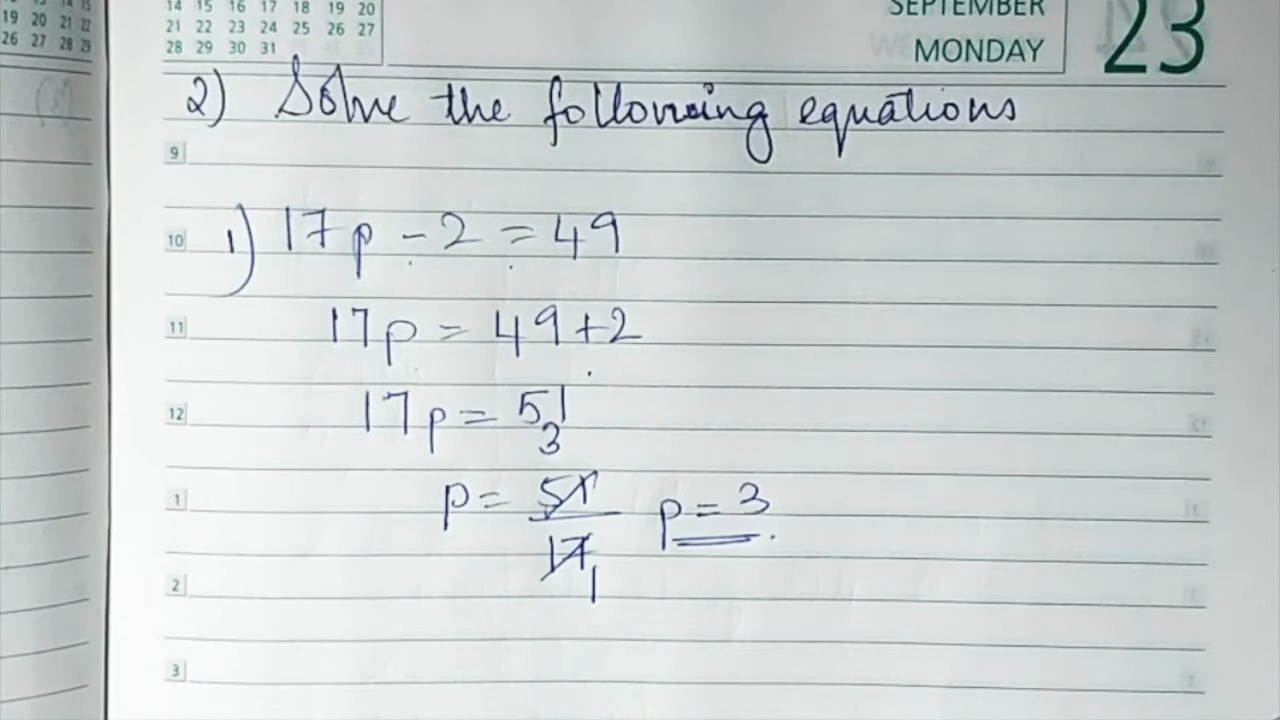 15
19 20 21 22
26 27 28 29
14 15 16 17 18 19 20
21 22 23 24 25 26 27
28 29 30 31
SEPTEMBER
MONDAY
23
2) Solve the following equations
9
10
1) 17p - 2 = 49
11
17p = 49+2
12
17p = 51
3
1
p = 51/17 p = 3
1
2
3